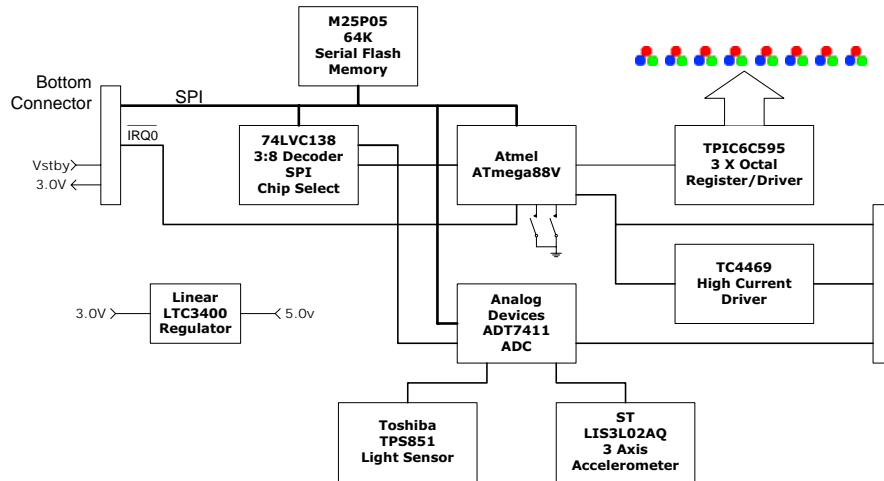 M25P05
64K
Serial Flash
Memory
Bottom
Connector
SPI
IRQ0
Vstby
3.0V
74LVC138
3:8 Decoder
SPI
Chip Select
Atmel
ATmega88V
TPIC6C595
3 X Octal
Register/Driver
TC4469
High Current
Driver
3.0V
Linear
LTC3400
Regulator
5.0v
Analog
Devices
ADT7411
ADC
Toshiba
TPS851
Light Sensor
ST
LIS3L02AQ
3 Axis
Accelerometer